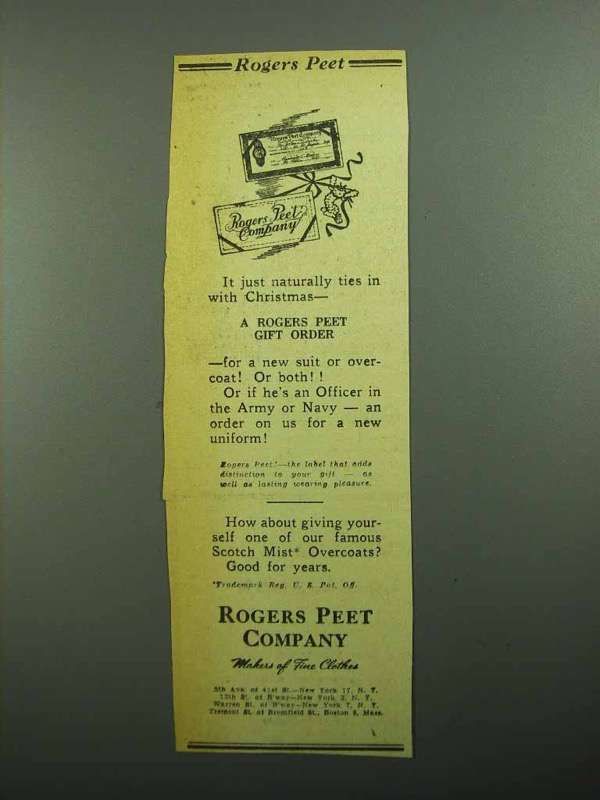 Rogers Peet
Rogers Peet Company
Rogers Peet
Company
It just naturally ties in
with Christmas—
A ROGERS PEET
GIFT ORDER
—for a new suit or over-
coat! Or both!!
Or if he's an Officer in
the Army or Navy — an
order on us for a new
uniform!
Rogers Peet!—the label that adds
distinction to your gift — as
well as lasting wearing pleasure.
How about giving your-
self one of our famous
Scotch Mist* Overcoats?
Good for years.
*Trademark Reg. U. S. Pat. Off.
ROGERS PEET
COMPANY
Makers of Fine Clothes
5th Ave. at 41st St.—New York 17, N. Y.
13th St. at B'way—New York 3, N. Y.
Warren St. at B'way—New York 7, N. Y.
Tremont St. at Bromfield St., Boston 8, Mass.